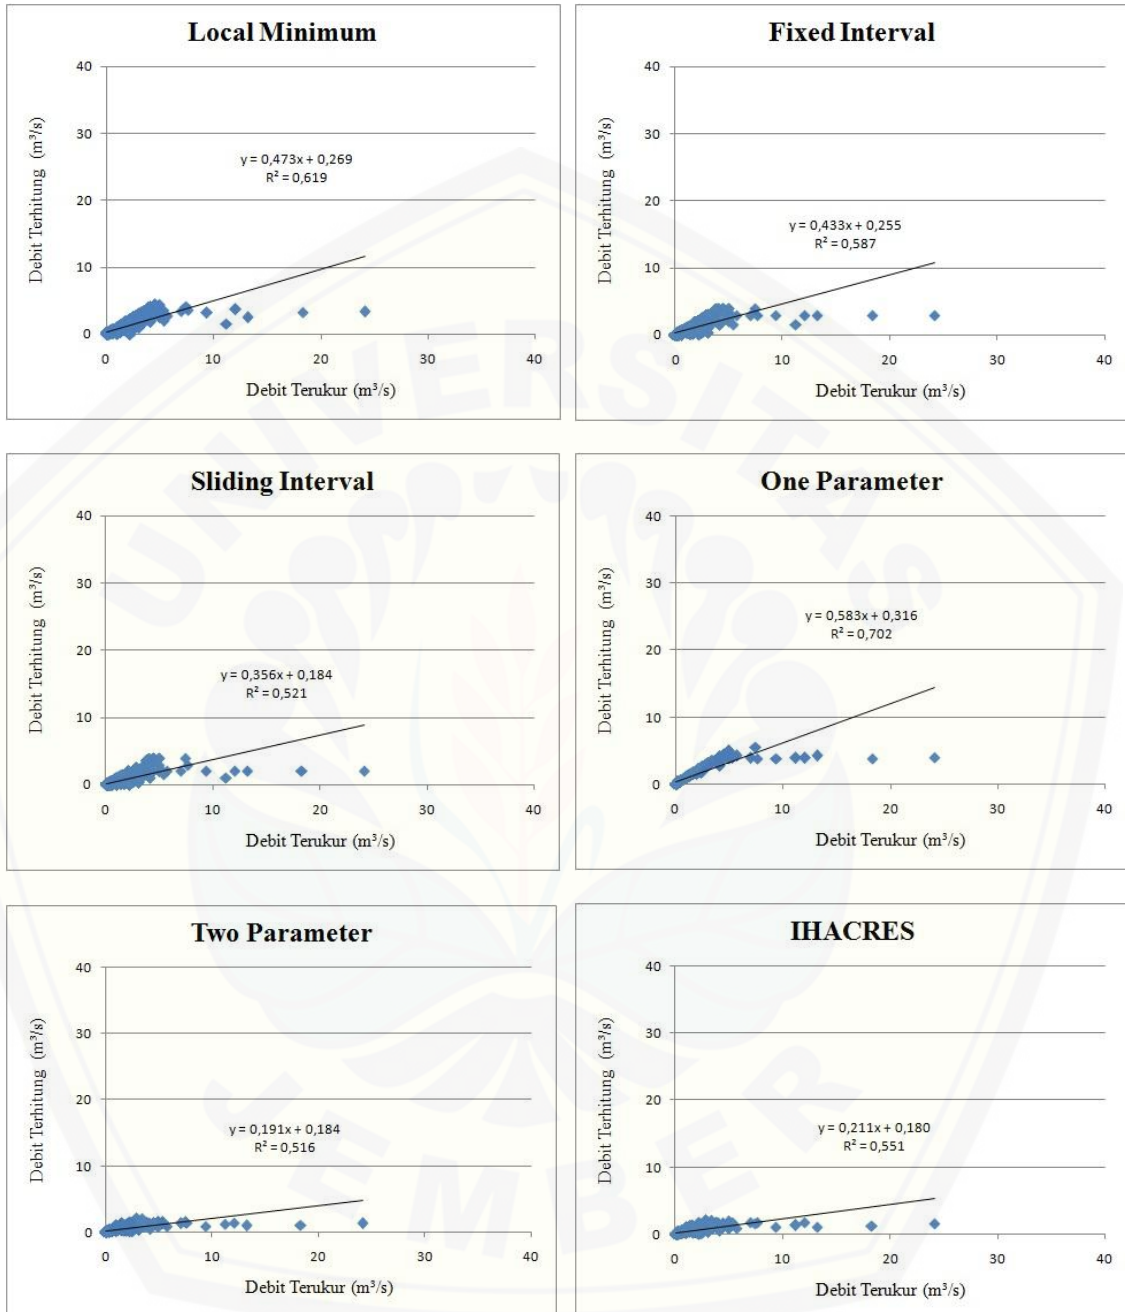 Local Minimum
Debit Terhitung (m³/s)
40
30
20
10
0
y = 0,473x + 0,269
R² = 0,619
0 10 20 30 40
Debit Terukur (m³/s)
Fixed Interval
Debit Terhitung (m³/s)
40
30
20
10
0
y = 0,433x + 0,255
R² = 0,587
0 10 20 30 40
Debit Terukur (m³/s)
Sliding Interval
Debit Terhitung (m³/s)
40
30
20
10
0
y = 0,356x + 0,184
R² = 0,521
0 10 20 30 40
Debit Terukur (m³/s)
One Parameter
Debit Terhitung (m³/s)
40
30
20
10
0
y = 0,583x + 0,316
R² = 0,702
0 10 20 30 40
Debit Terukur (m³/s)
Two Parameter
Debit Terhitung (m³/s)
40
30
20
10
0
y = 0,191x + 0,184
R² = 0,516
0 10 20 30 40
Debit Terukur (m³/s)
IHACRES
Debit Terhitung (m³/s)
40
30
20
10
0
y = 0,211x + 0,180
R² = 0,551
0 10 20 30 40
Debit Terukur (m³/s)
UNIVERSITAS
JEMBER